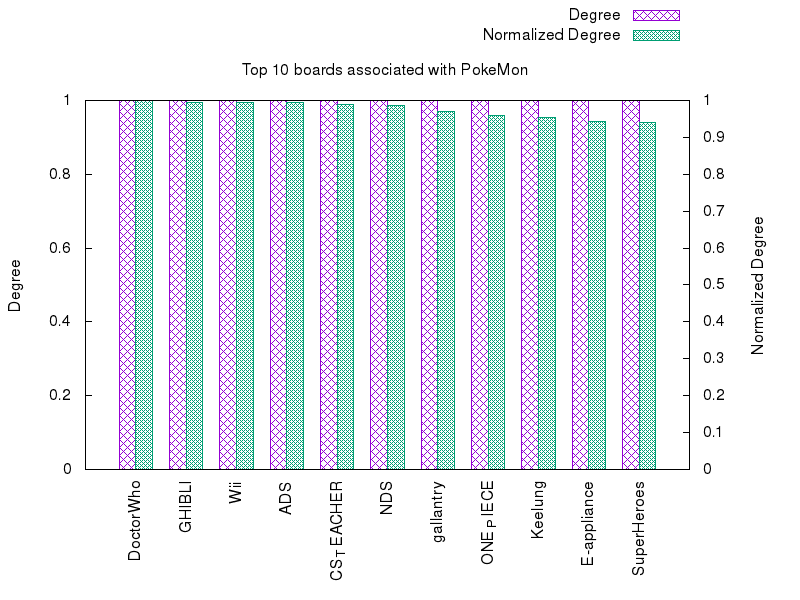 Degree
Normalized Degree
Top 10 boards associated with PokeMon
1
0.8
0.6
0.4
0.2
0
Degree
1
0.9
0.8
0.7
0.6
0.5
0.4
0.3
0.2
0.1
0
Normalized Degree
DoctorWho
GHIBLI
Wii
ADS
CSTEACHER
NDS
gallantry
ONEPIECE
Keelung
E-appliance
SuperHeroes